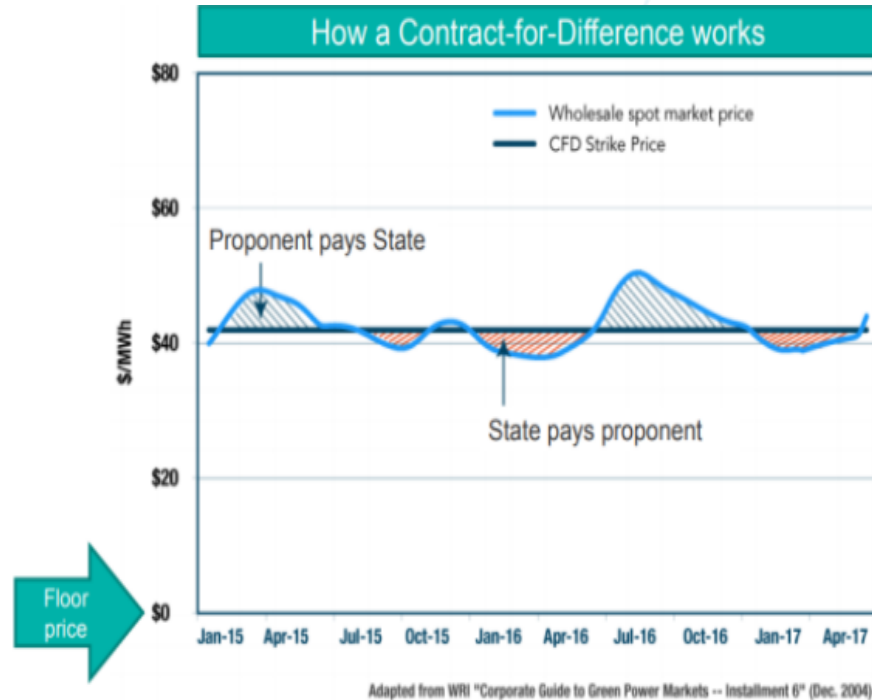 How a Contract-for-Difference works
$80
Wholesale spot market price
CFD Strike Price
$60
Proponent pays State
$/MWh
$40
State pays proponent
$20
Floor
price
$0
Jan-15 Apr-15 Jul-15 Oct-15 Jan-16 Apr-16 Jul-16 Oct-16 Jan-17 Apr-17
Adapted from WRI "Corporate Guide to Green Power Markets -- Installment 6" (Dec. 2004)